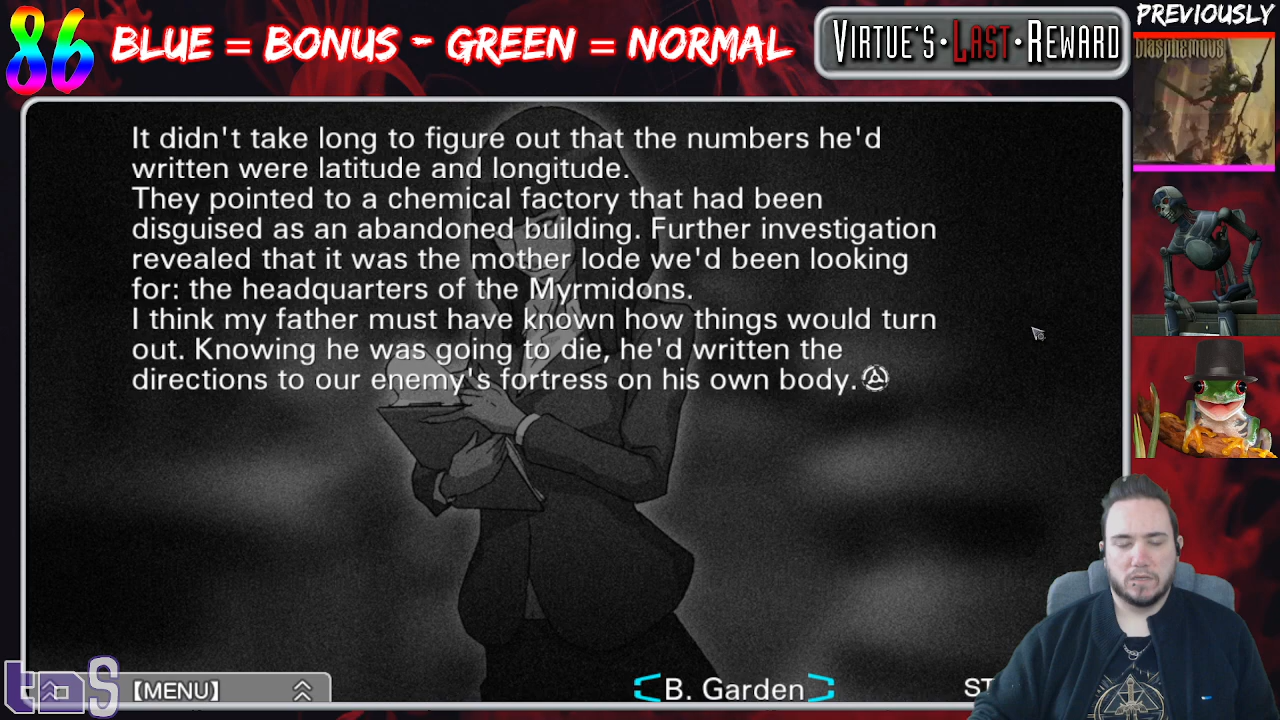 86
BLUE = BONUS - GREEN = NORMAL
VIRTUE'S · LAST · REWARD
PREVIOUSLY
Blasphemous
It didn't take long to figure out that the numbers he'd
written were latitude and longitude.
They pointed to a chemical factory that had been
disguised as an abandoned building. Further investigation
revealed that it was the mother lode we'd been looking
for: the headquarters of the Myrmidons.
I think my father must have known how things would turn
out. Knowing he was going to die, he'd written the
directions to our enemy's fortress on his own body.
【MENU】
B. Garden
ST